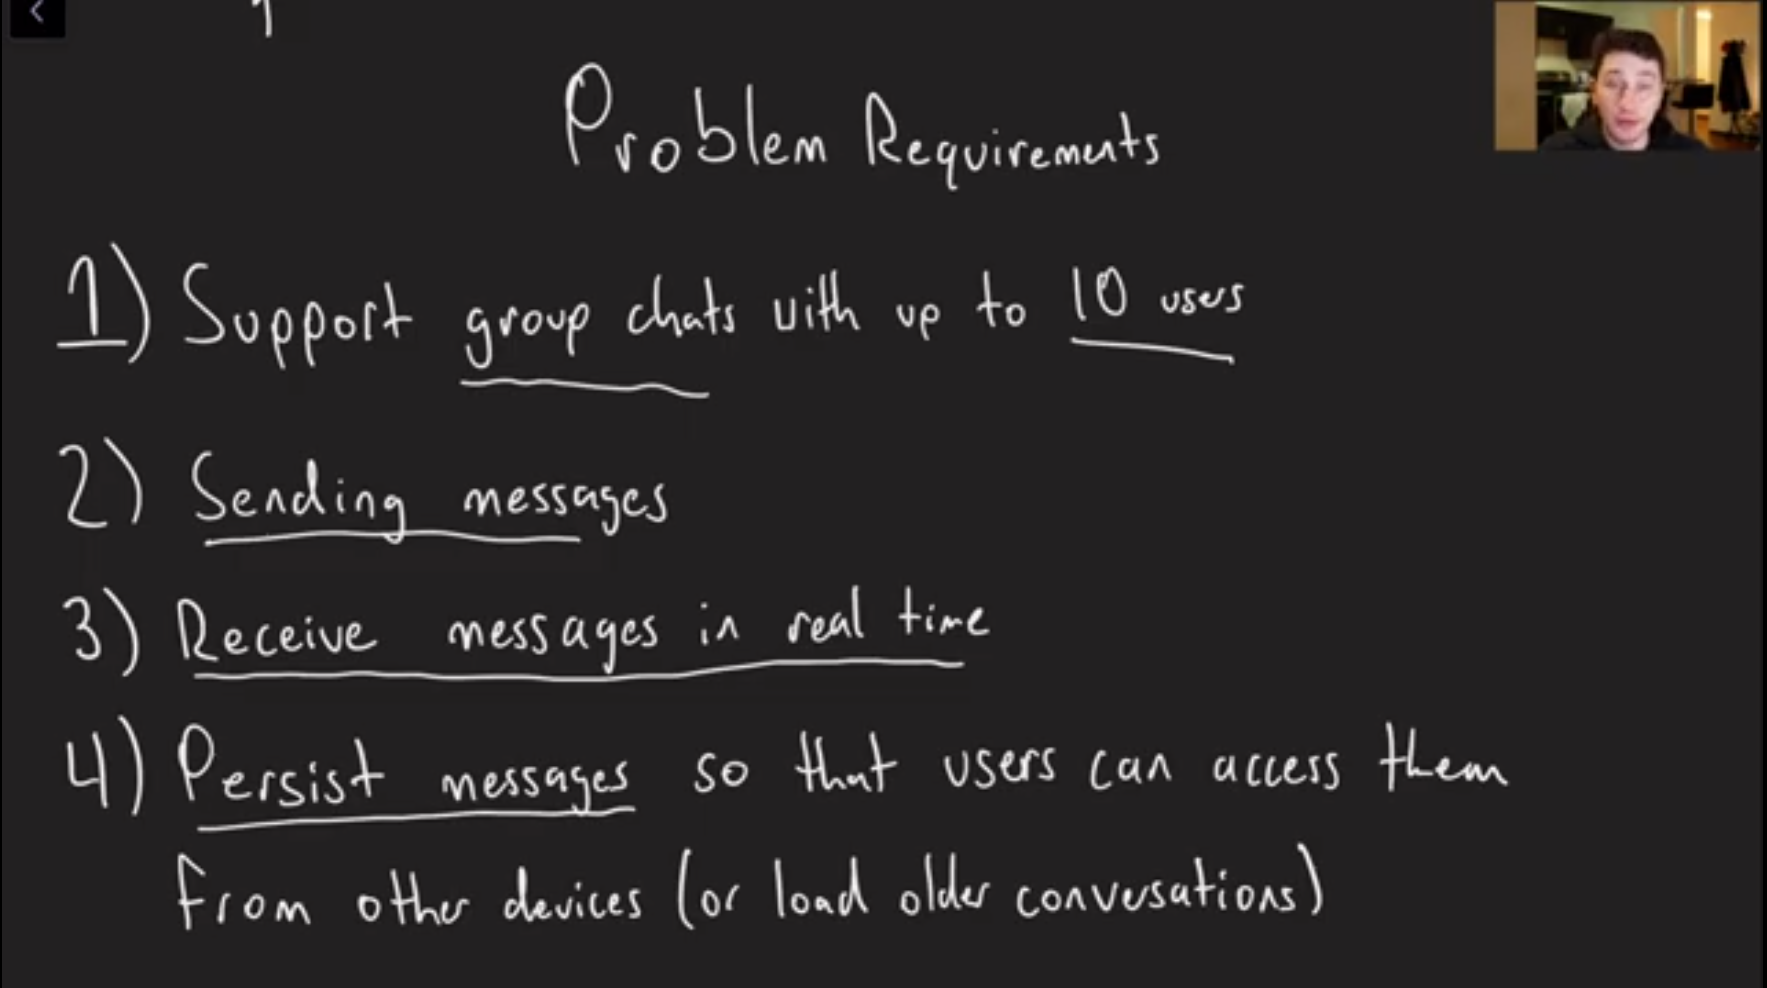 Problem Requirements
1) Support group chats with up to 10 users
2) Sending messages
3) Receive messages in real time
4) Persist messages so that users can access them
from other devices (or load older conversations)